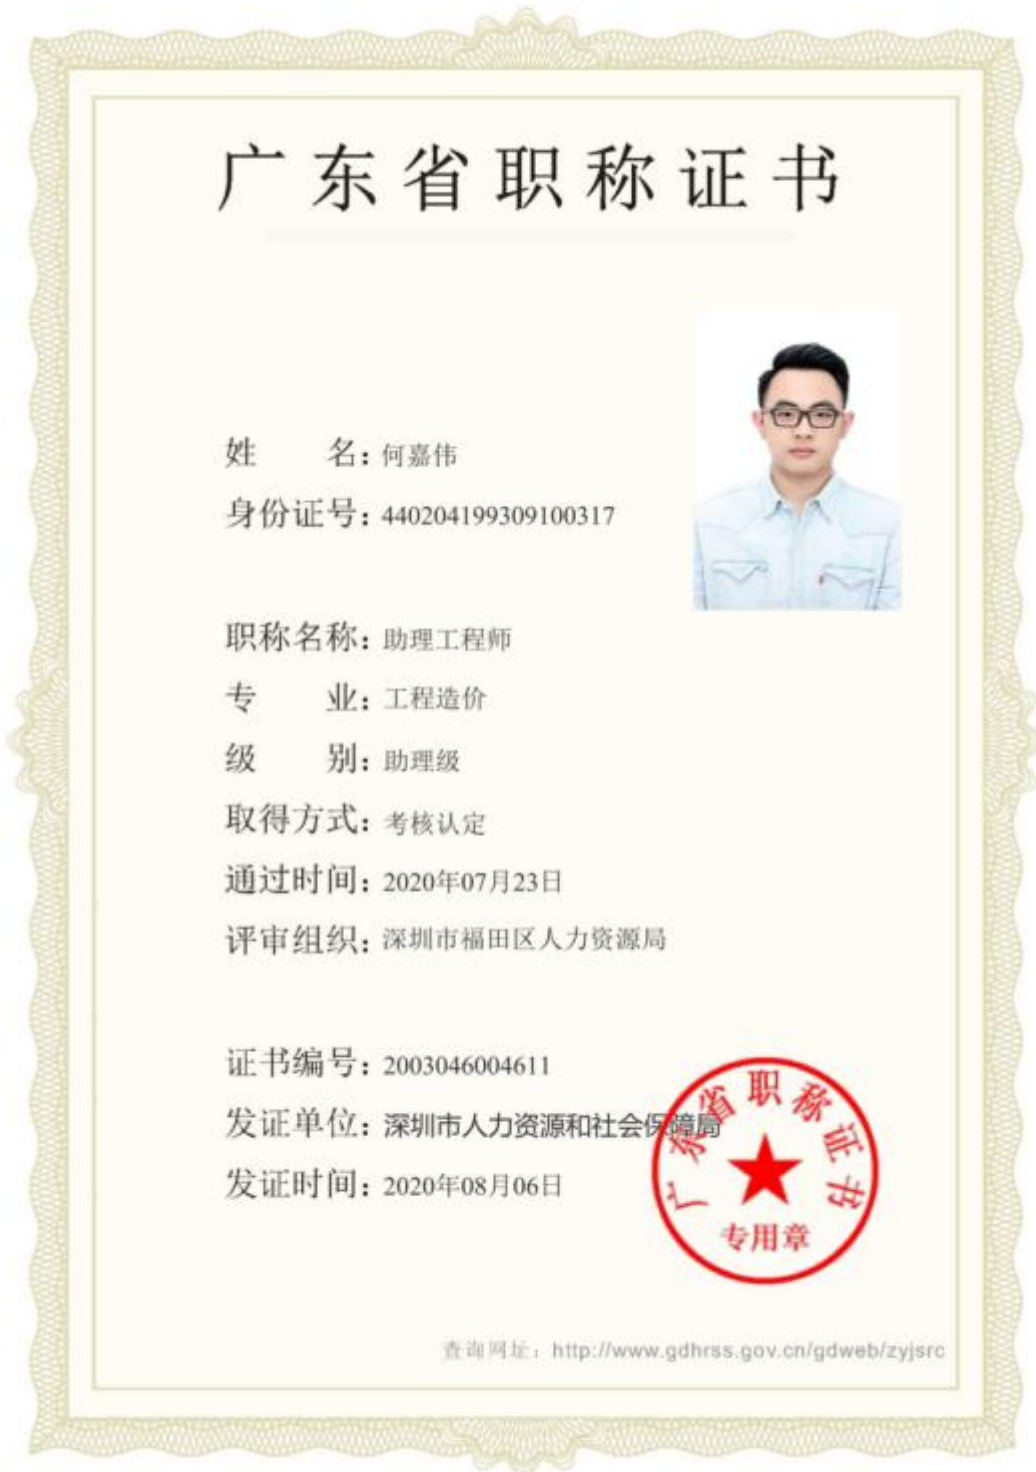 广东省职称证书
姓 名：何嘉伟
身份证号：440204199309100317
职称名称：助理工程师
专 业：工程造价
级 别：助理级
取得方式：考核认定
通过时间：2020年07月23日
评审组织：深圳市福田区人力资源局
证书编号：2003046004611
发证单位：深圳市人力资源和社会保障局
发证时间：2020年08月06日
广东省职称证书
专用章
查询网址：http://www.gdhrss.gov.cn/gdweb/zyjsrc